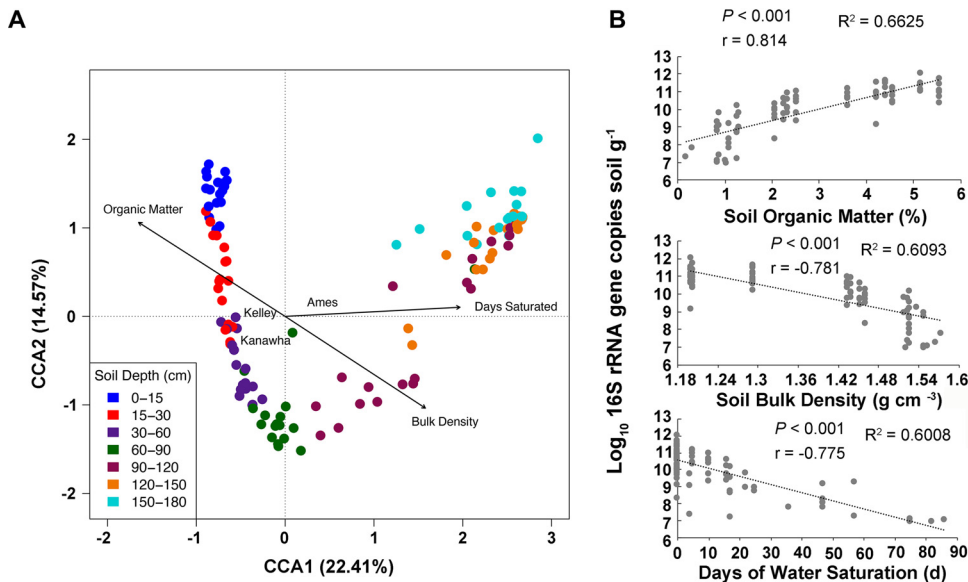 A
2
1
0
-1
-2
CCA2 (14.57%)
Organic Matter
Ames
Kelley
Days Saturated
Kanawha
Bulk Density
Soil Depth (cm)
0–15
15–30
30–60
60–90
90–120
120–150
150–180
-2 -1 0 1 2 3
CCA1 (22.41%)
B
Log10 16S rRNA gene copies soil g-1
P < 0.001
R2 = 0.6625
r = 0.814
13
12
11
10
9
8
7
6
0 1 2 3 4 5 6
Soil Organic Matter (%)
P < 0.001
R2 = 0.6093
r = -0.781
13
12
11
10
9
8
7
6
1.18 1.24 1.3 1.36 1.42 1.48 1.54 1.6
Soil Bulk Density (g cm -3)
P < 0.001
R2 = 0.6008
r = -0.775
13
12
11
10
9
8
7
6
0 10 20 30 40 50 60 70 80 90
Days of Water Saturation (d)